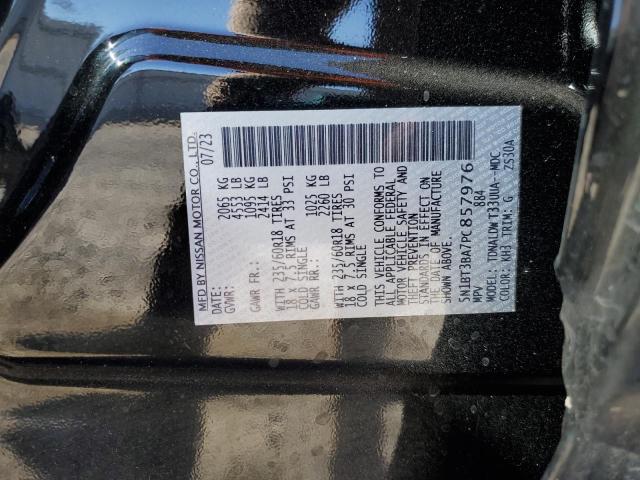 MFD BY NISSAN MOTOR CO., LTD.
DATE: 07/23
GVWR: 2065 KG
4553 LB
GAWR FR.: 1095 KG
2414 LB
WITH 235/60R18 TIRES
18 X 7.5 RIMS AT 33 PSI
COLD SINGLE
GAWR RR.: 1025 KG
2260 LB
WITH 235/60R18 TIRES
18 X 7.5 RIMS AT 30 PSI
COLD SINGLE
THIS VEHICLE CONFORMS TO
ALL APPLICABLE FEDERAL
MOTOR VEHICLE SAFETY AND
THEFT PREVENTION
STANDARDS IN EFFECT ON
THE DATE OF MANUFACTURE
SHOWN ABOVE.
5N1BT3BA7PC857976
MPV 884
MODEL: TDNALDWT33UUA-MDC
COLOR: KH3 TRIM: G ZS30A